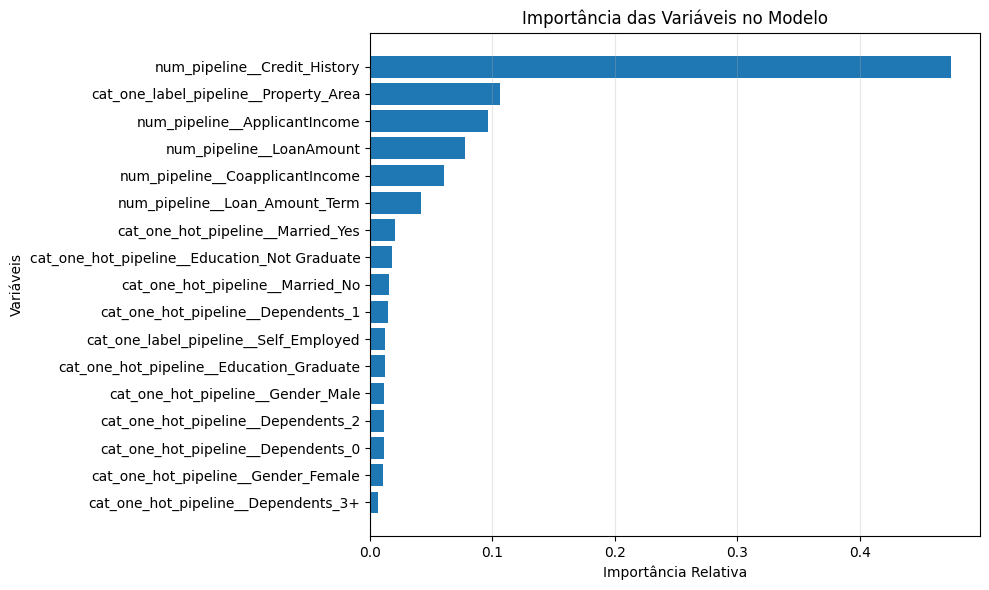 Importância das Variáveis no Modelo
num_pipeline__Credit_History
cat_one_label_pipeline__Property_Area
num_pipeline__ApplicantIncome
num_pipeline__LoanAmount
num_pipeline__CoapplicantIncome
num_pipeline__Loan_Amount_Term
cat_one_hot_pipeline__Married_Yes
cat_one_hot_pipeline__Education_Not Graduate
cat_one_hot_pipeline__Married_No
cat_one_hot_pipeline__Dependents_1
cat_one_label_pipeline__Self_Employed
cat_one_hot_pipeline__Education_Graduate
cat_one_hot_pipeline__Gender_Male
cat_one_hot_pipeline__Dependents_2
cat_one_hot_pipeline__Dependents_0
cat_one_hot_pipeline__Gender_Female
cat_one_hot_pipeline__Dependents_3+
Variáveis
0.0 0.1 0.2 0.3 0.4
Importância Relativa